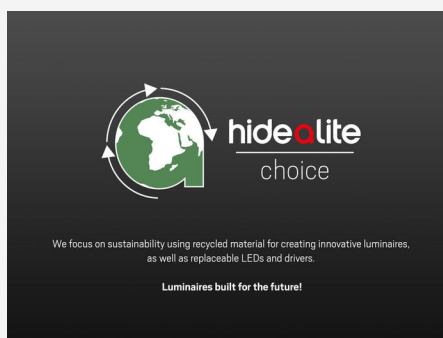 hidealite
choice
We focus on sustainability using recycled material for creating innovative luminaires,
as well as replaceable LEDs and drivers.
Luminaires built for the future!